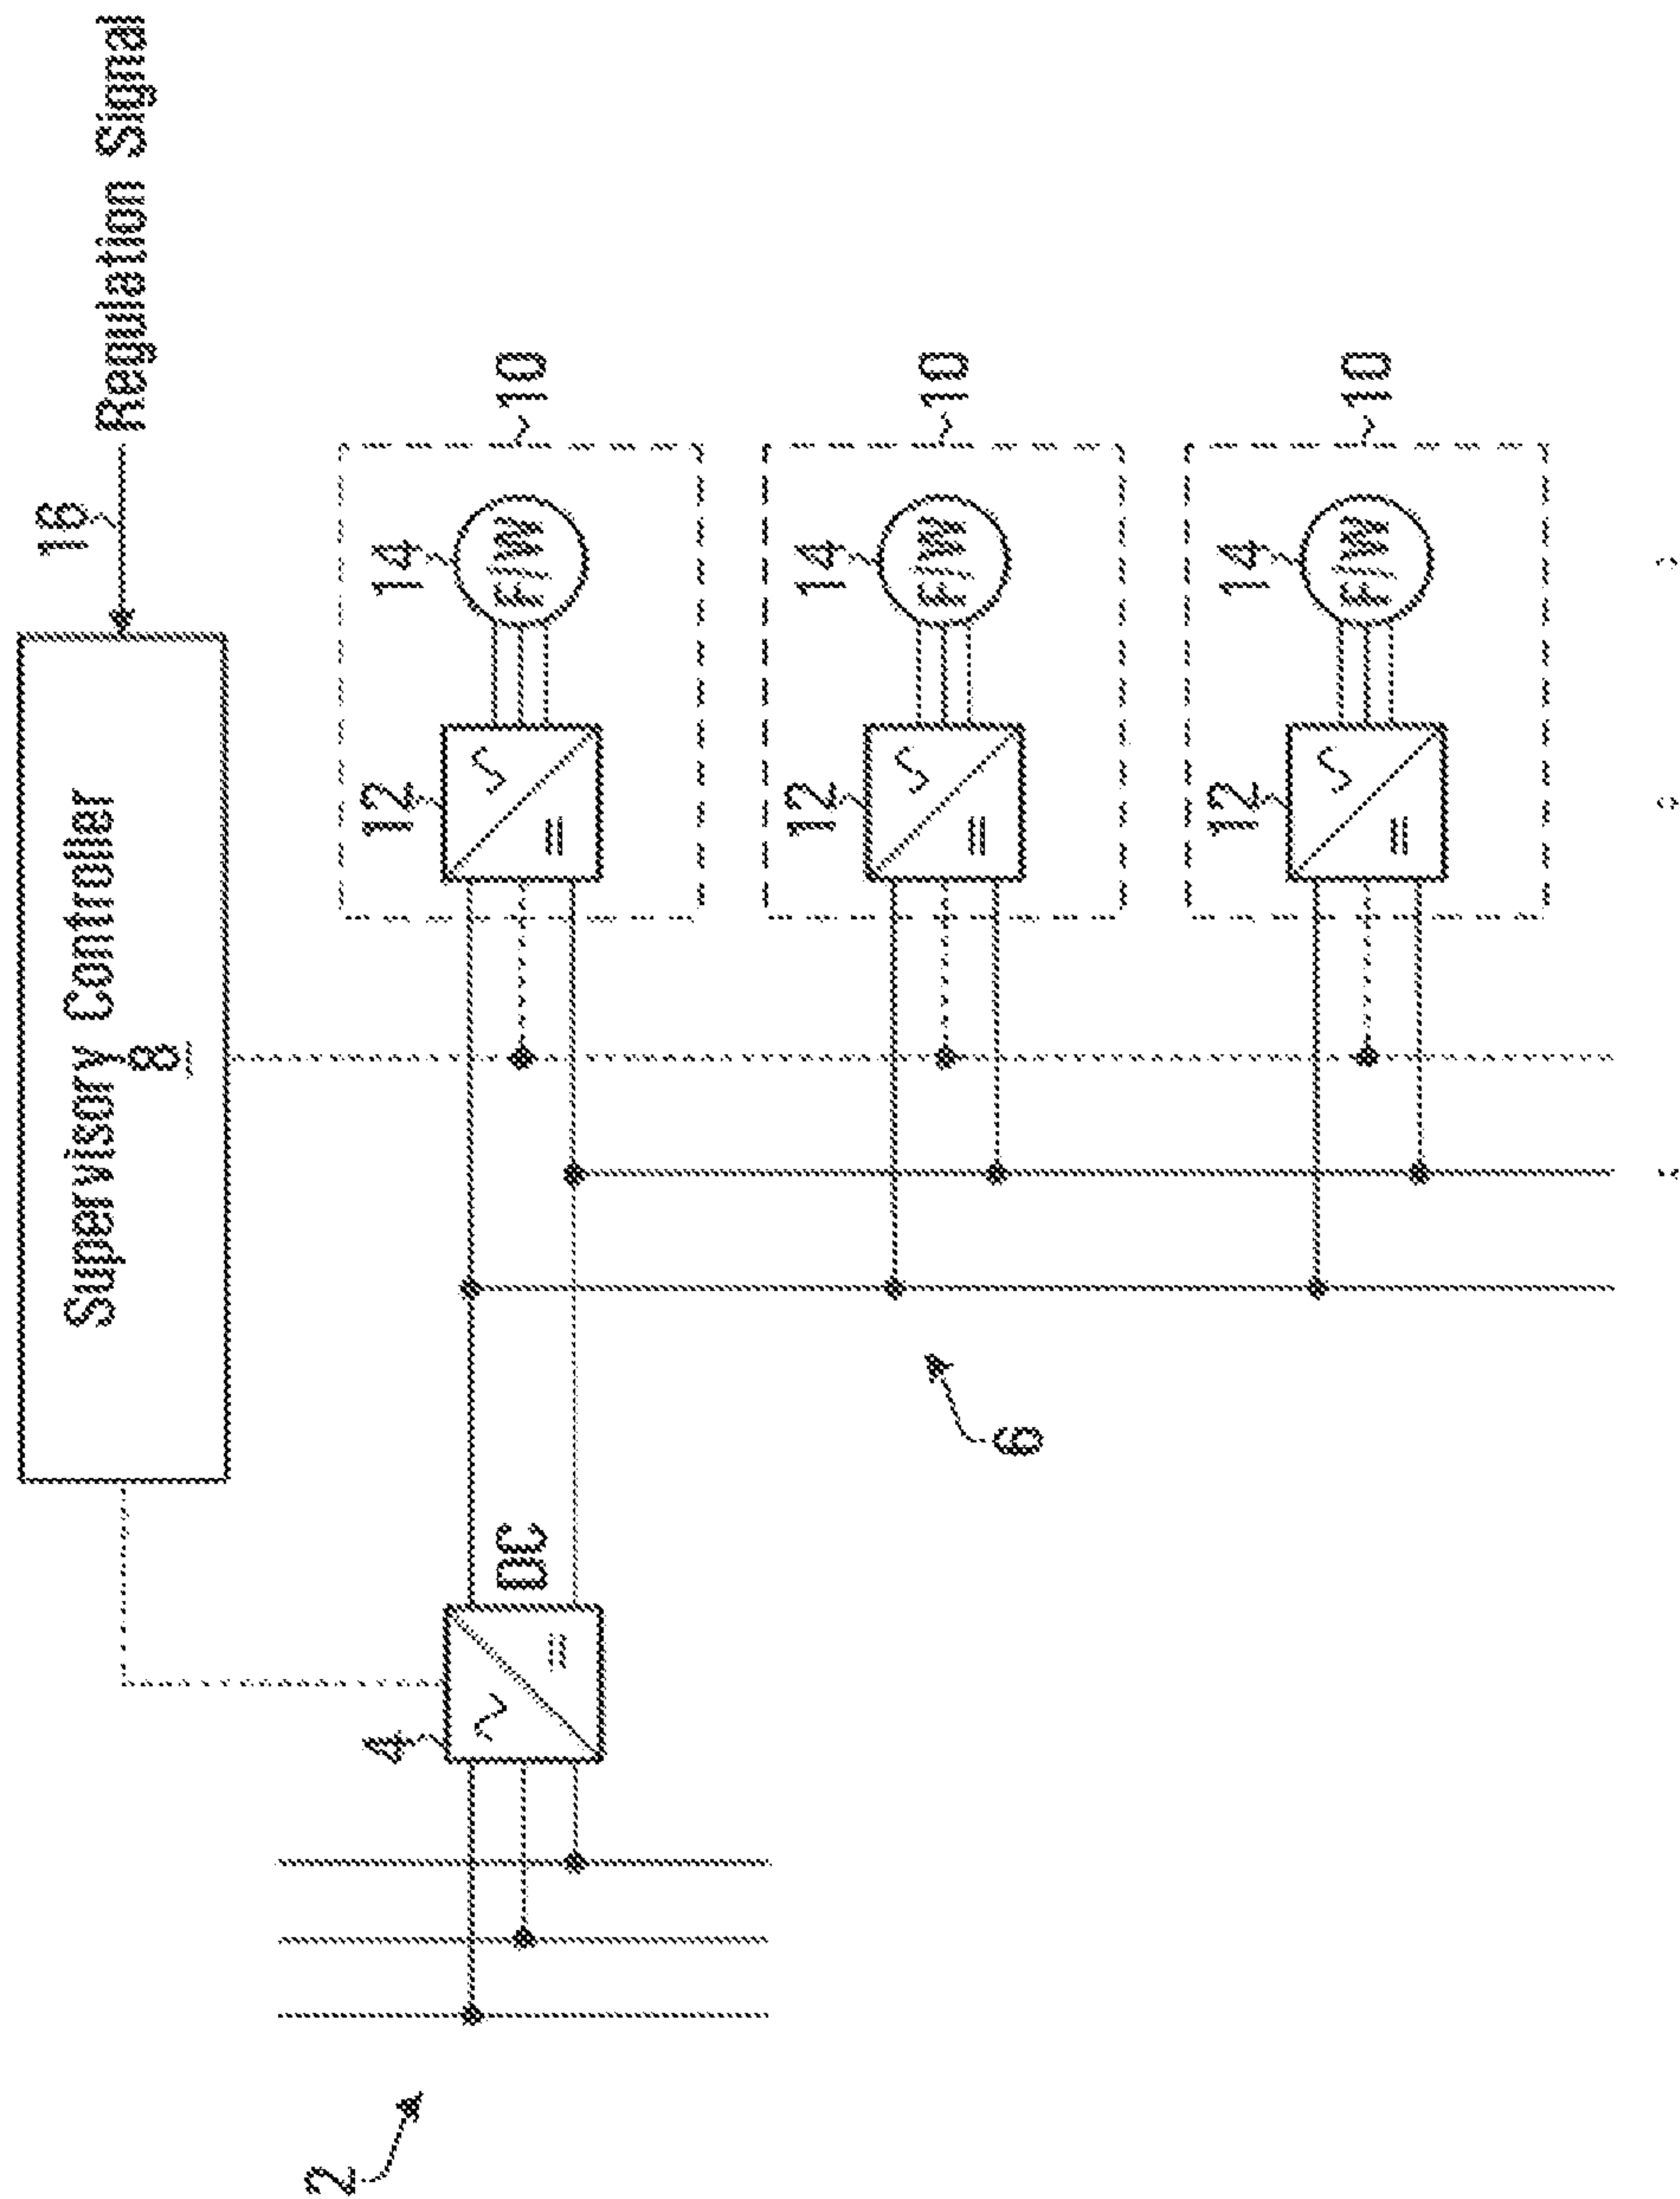 16
Regulation Signal
Supervisory Controller
8
4
DC
12
14
F/W
10
12
14
F/W
10
12
14
F/W
10
2
6